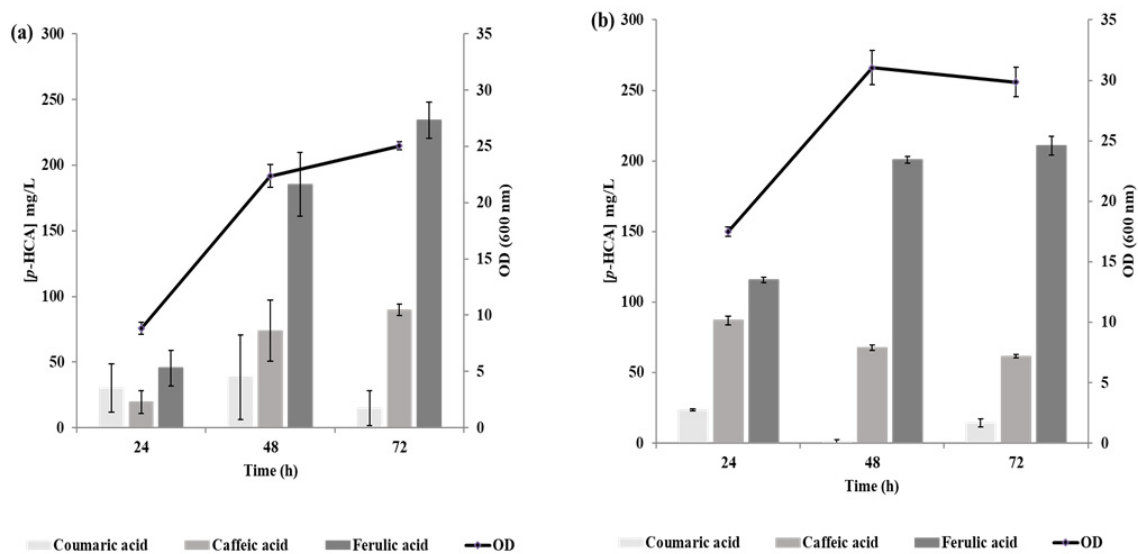 (a)
300
250
200
150
100
50
0
[p-HCA] mg/L
35
30
25
20
15
10
5
0
OD (600 nm)
24 48 72
Time (h)
Coumaric acid Caffeic acid Ferulic acid OD
(b)
300
250
200
150
100
50
0
[p-HCA] mg/L
35
30
25
20
15
10
5
0
OD (600 nm)
24 48 72
Time (h)
Coumaric acid Caffeic acid Ferulic acid OD